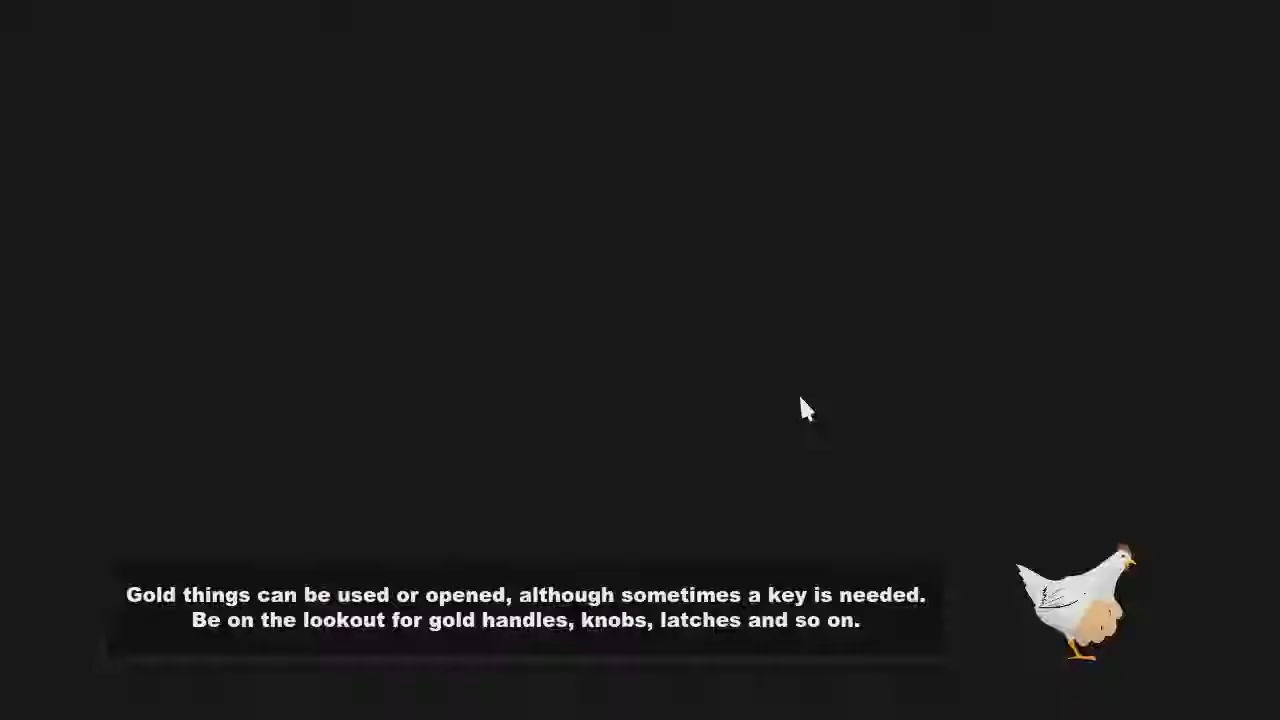 Gold things can be used or opened, although sometimes a key is needed.
Be on the lookout for gold handles, knobs, latches and so on.